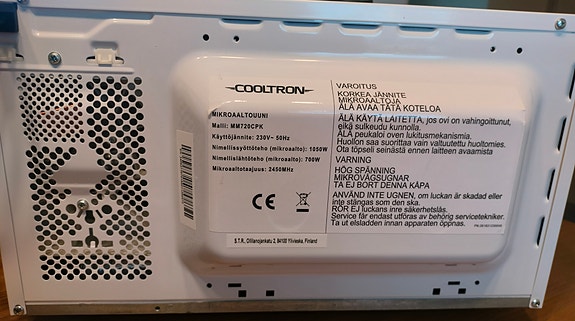 COOLTRON
MIKROAALTOUUNI
Malli: MM720CPK
Käyttöjännite: 230V~ 50Hz
Nimellissyöttöteho (mikroaalto): 1050W
Nimellislähtöteho (mikroaalto): 700W
Mikroaaltotaajuus: 2450MHz
CE
S.T.R., Ollilanojankatu 2, 84100 Ylivieska, Finland
VAROITUS
KORKEA JÄNNITE
MIKROAALTOJA
ÄLÄ AVAA TÄTÄ KOTELOA
ÄLÄ KÄYTÄ LAITETTA, jos ovi on vahingoittunut,
eikä sulkeudu kunnolla.
ÄLÄ peukaloi oven lukitusmekanismia.
Huollon saa suorittaa vain valtuutettu huoltomies.
Ota töpseli seinästä ennen laitteen avaamista
VARNING
HÖG SPÄNING
MIKROVÅGSUGNAR
TA EJ BORT DENNA KÅPA
ANVÄND INTE UGNEN, om luckan är skadad eller
inte stängas som den ska.
RÖR EJ luckans inre säkerhetslås.
Service får endast utföras av behörig servicetekniker.
Ta ut elsladden innan apparaten öppnas.